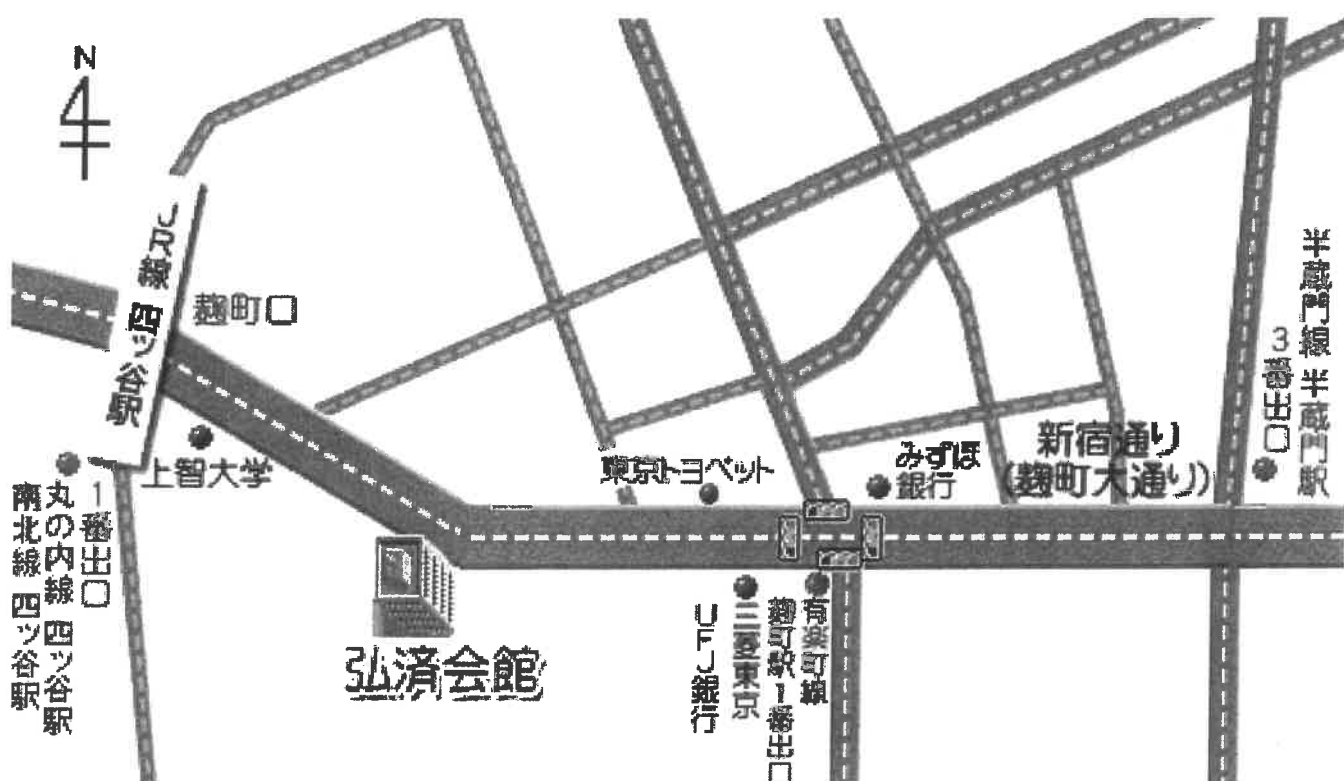 N
JR線
四ツ谷駅
麹町口
上智大学
1番出口
丸の内線 四ツ谷駅
南北線 四ツ谷駅
弘済会館
東京トヨペット
みずほ
銀行
新宿通り
(麹町大通り)
半蔵門線 半蔵門駅
3番出口
有楽町線
麹町駅1番出口
三菱東京
UFJ銀行